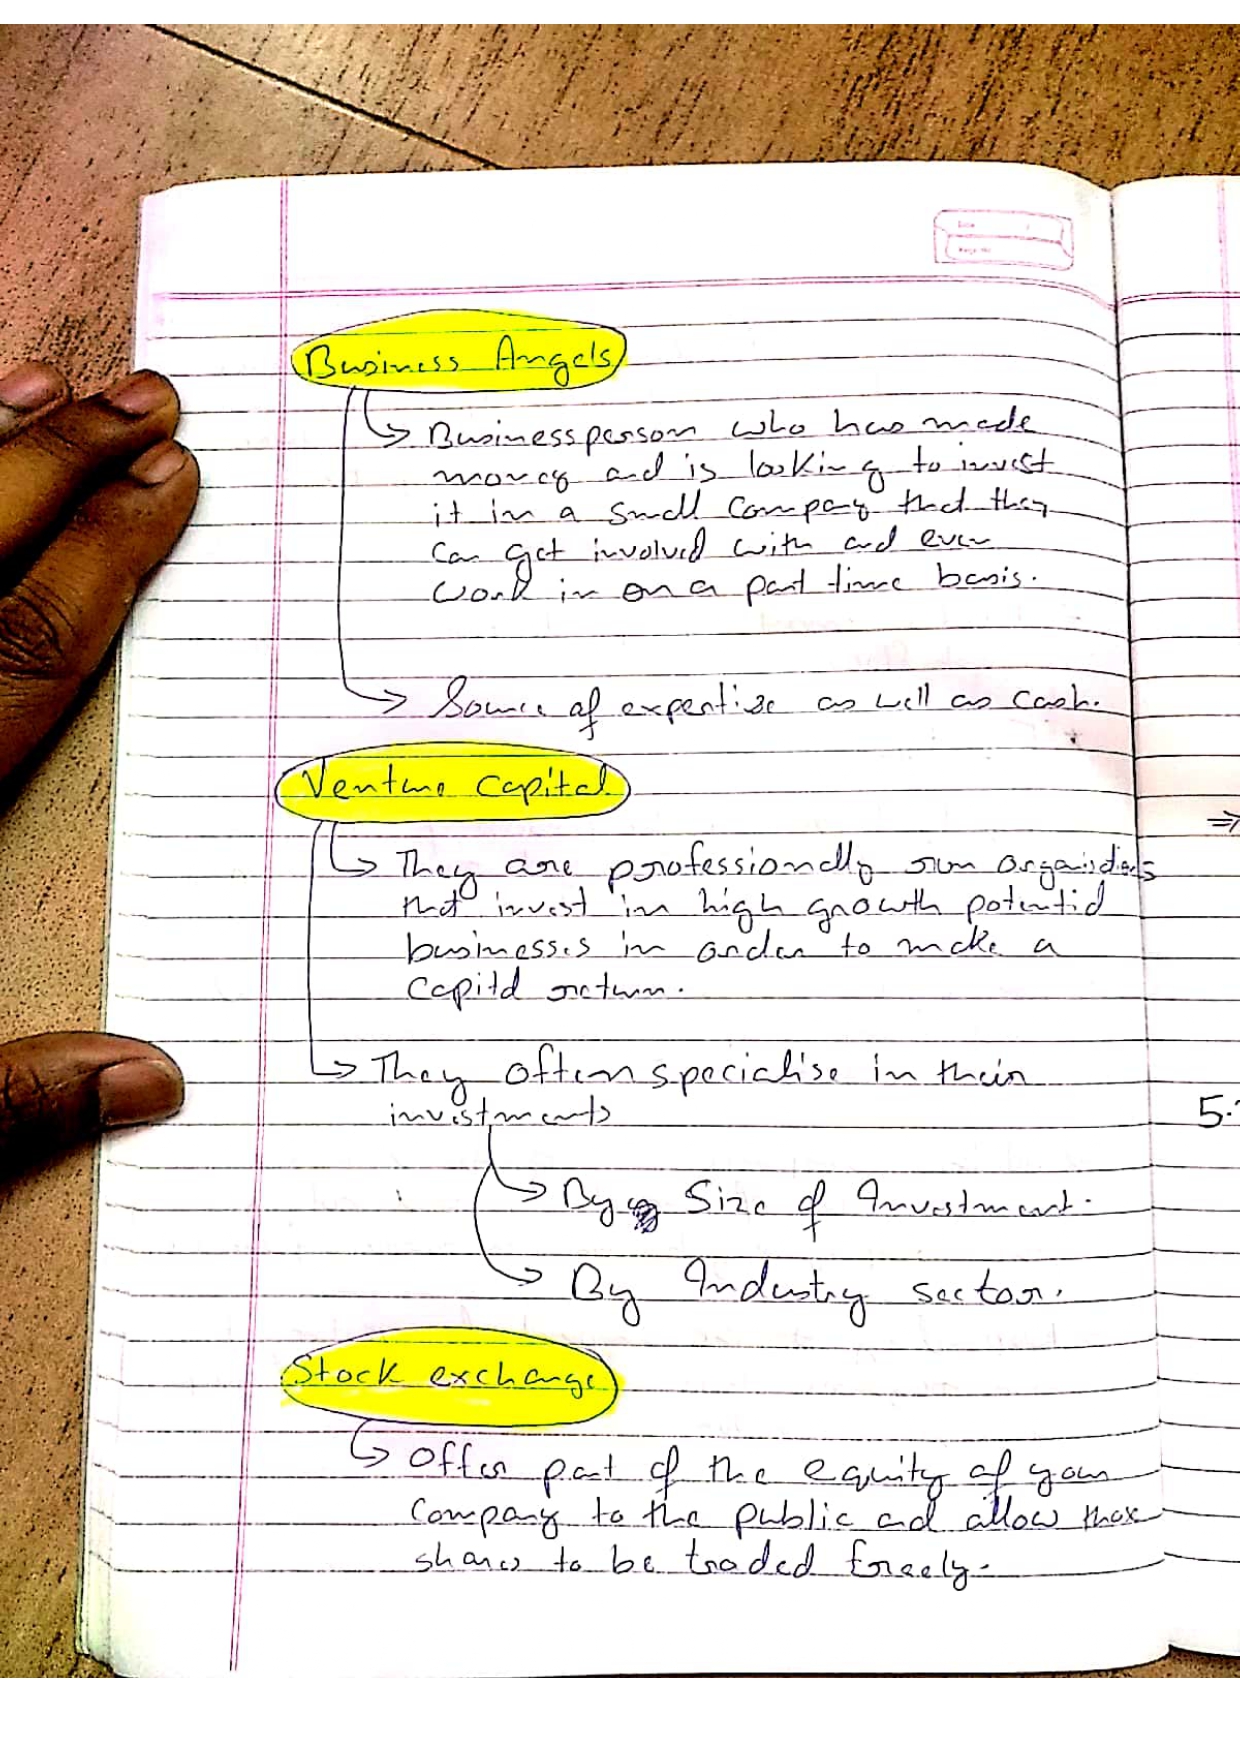 Business Angels
Businessperson who has made
money and is looking to invest
it in a small company that they
can get involved with and even
work in on a part time basis.
Source of expertise as well as cash.
Venture Capital
They are professionally run organisations
that invest in high growth potential
businesses in order to make a
capital return.
They often specialise in their
investments
By Size of Investment.
By Industry sector.
Stock exchange
Offer part of the equity of your
company to the public and allow those
shares to be traded freely.
⇒
5.